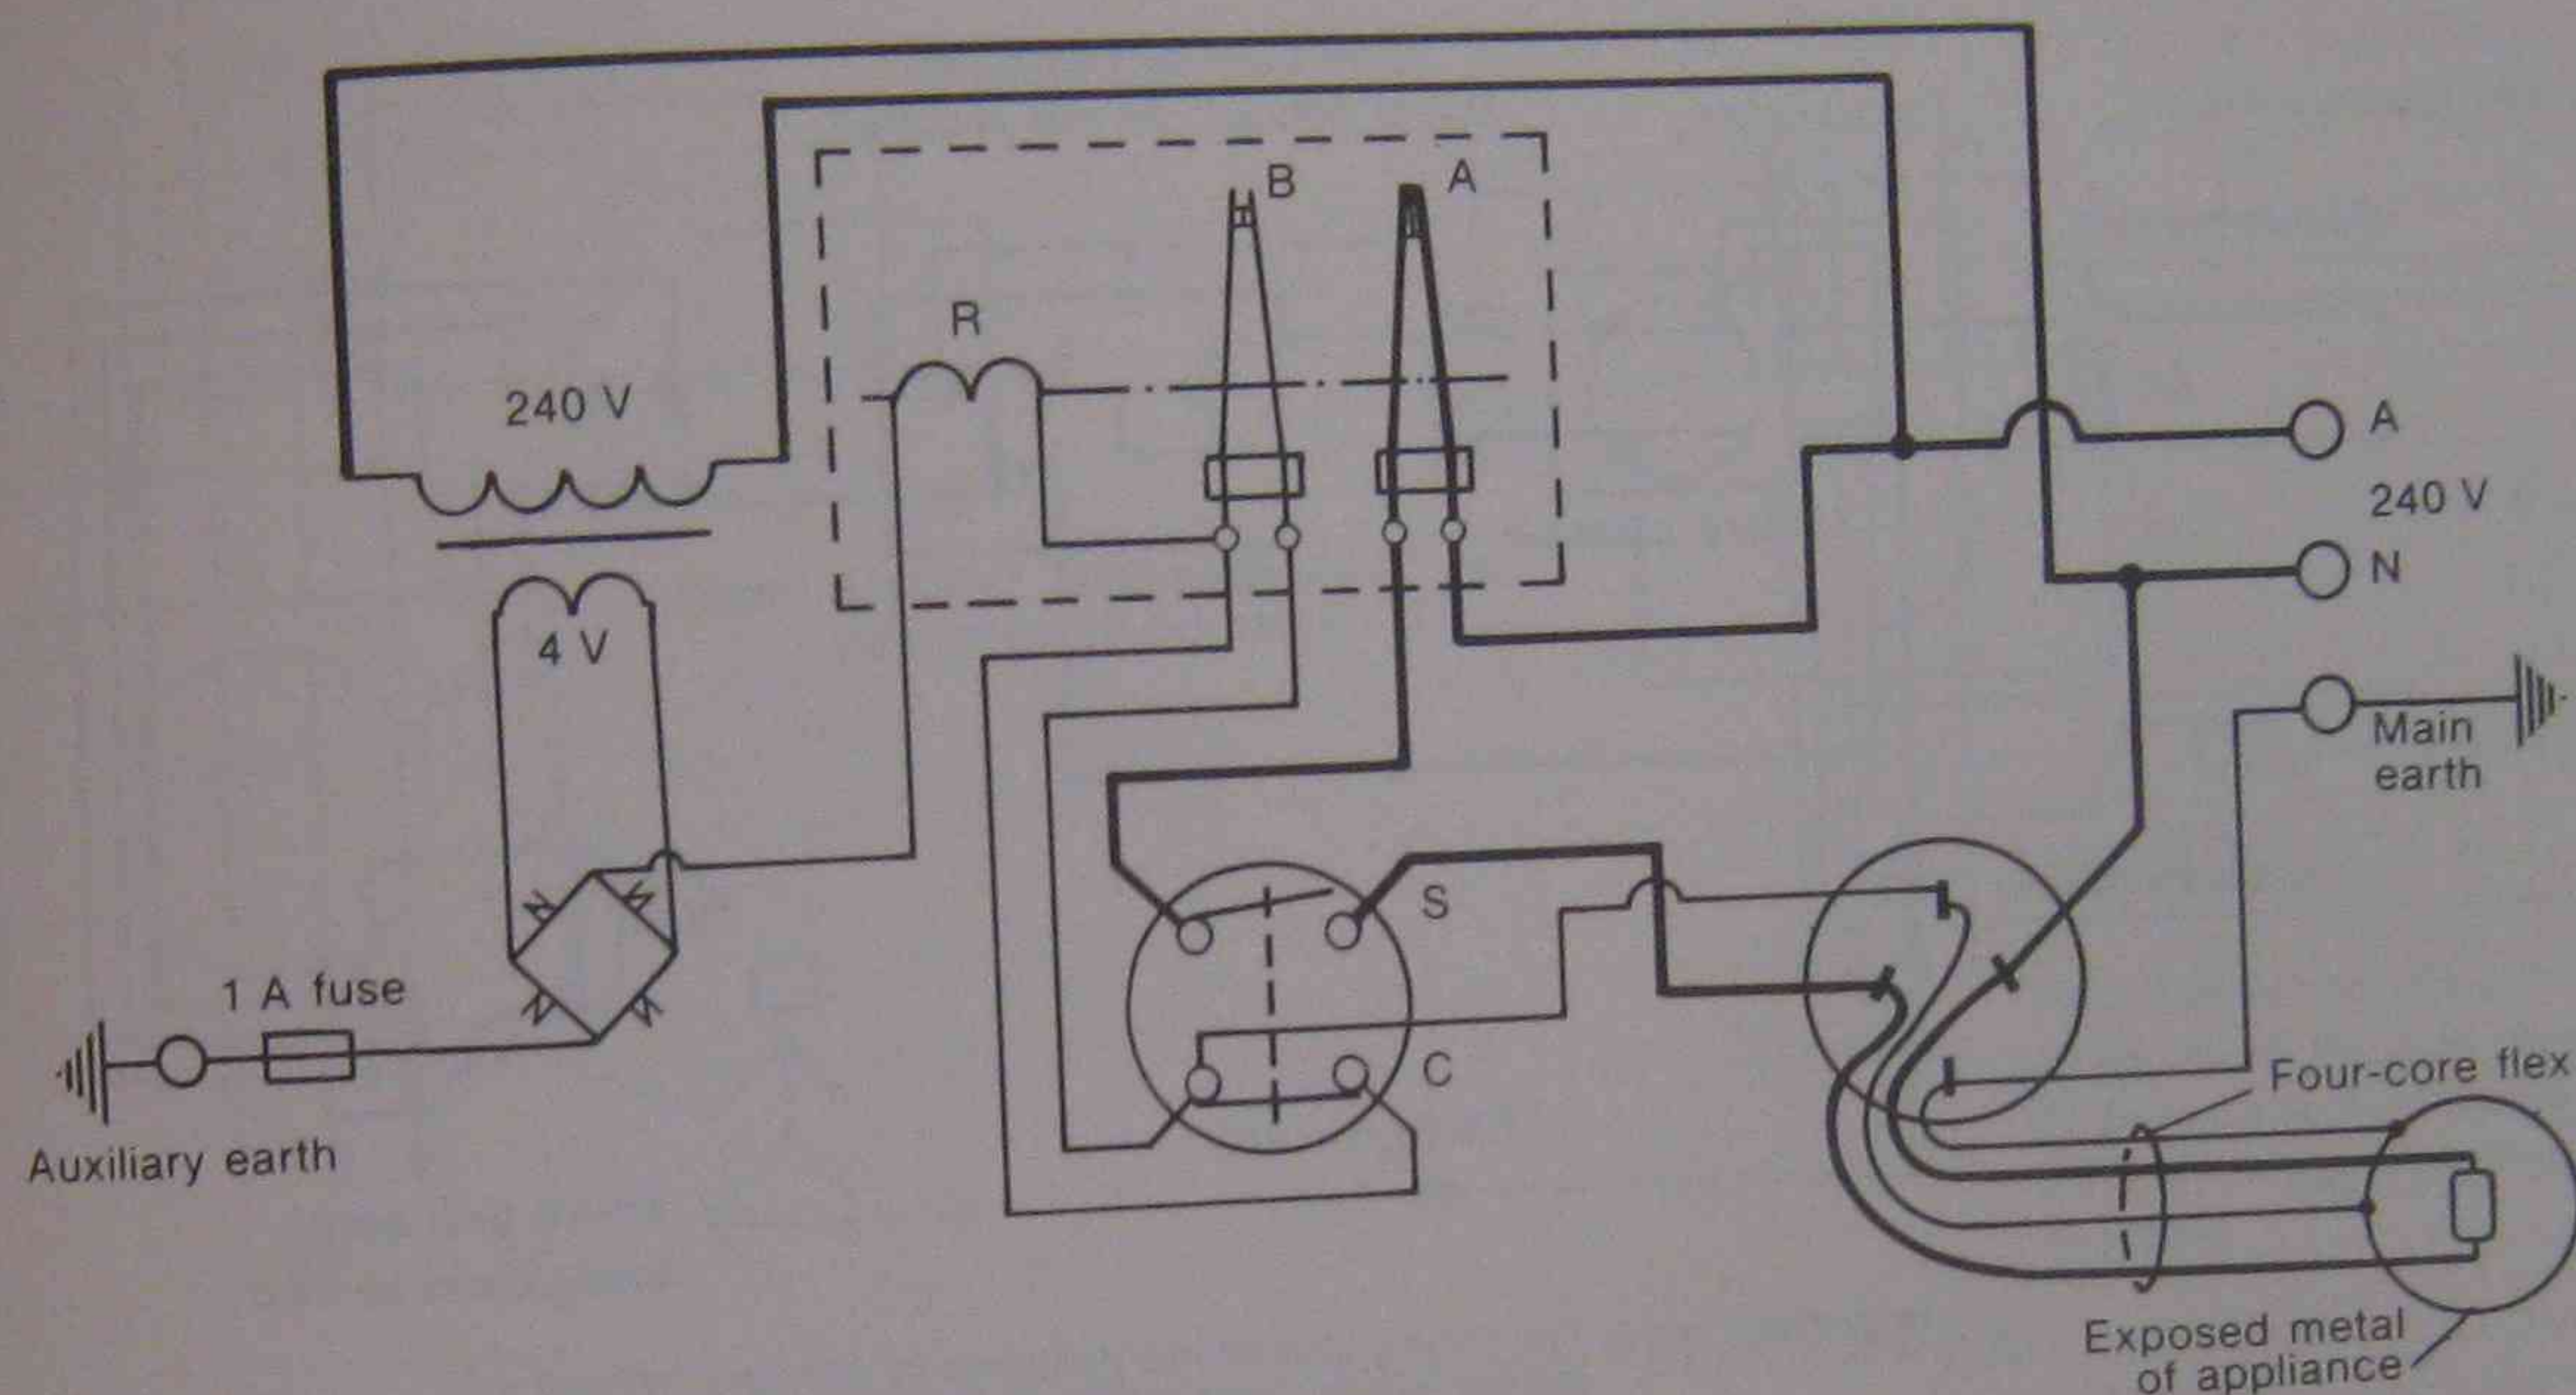 B
A
R
240 V
A
240 V
N
4 V
Main
earth
S
1 A fuse
C
Four-core flex
Auxiliary earth
Exposed metal
of appliance